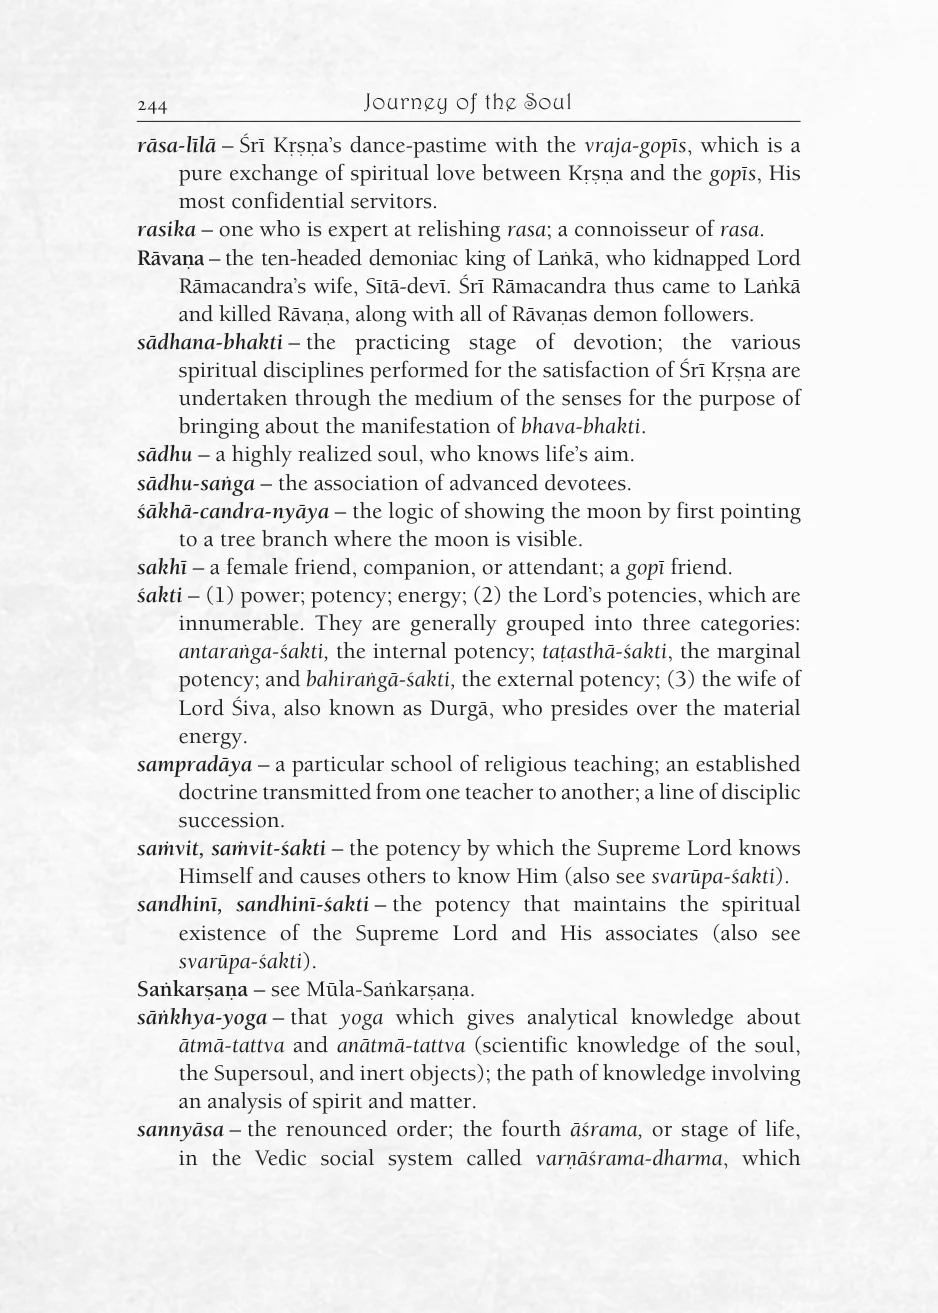 244 Journey of the Soul
rāsa-līlā – Śrī Kṛṣṇa’s dance-pastime with the vraja-gopīs, which is a
pure exchange of spiritual love between Kṛṣṇa and the gopīs, His
most confidential servitors.
rasika – one who is expert at relishing rasa; a connoisseur of rasa.
Rāvaṇa – the ten-headed demoniac king of Laṅkā, who kidnapped Lord
Rāmacandra’s wife, Sītā-devī. Śrī Rāmacandra thus came to Laṅkā
and killed Rāvaṇa, along with all of Rāvaṇas demon followers.
sādhana-bhakti – the practicing stage of devotion; the various
spiritual disciplines performed for the satisfaction of Śrī Kṛṣṇa are
undertaken through the medium of the senses for the purpose of
bringing about the manifestation of bhava-bhakti.
sādhu – a highly realized soul, who knows life’s aim.
sādhu-saṅga – the association of advanced devotees.
śākhā-candra-nyāya – the logic of showing the moon by first pointing
to a tree branch where the moon is visible.
sakhī – a female friend, companion, or attendant; a gopī friend.
śakti – (1) power; potency; energy; (2) the Lord’s potencies, which are
innumerable. They are generally grouped into three categories:
antaraṅga-śakti, the internal potency; taṭasthā-śakti, the marginal
potency; and bahiraṅgā-śakti, the external potency; (3) the wife of
Lord Śiva, also known as Durgā, who presides over the material
energy.
sampradāya – a particular school of religious teaching; an established
doctrine transmitted from one teacher to another; a line of disciplic
succession.
saṁvit, saṁvit-śakti – the potency by which the Supreme Lord knows
Himself and causes others to know Him (also see svarūpa-śakti).
sandhinī, sandhinī-śakti – the potency that maintains the spiritual
existence of the Supreme Lord and His associates (also see
svarūpa-śakti).
Saṅkarṣaṇa – see Mūla-Saṅkarṣaṇa.
sāṅkhya-yoga – that yoga which gives analytical knowledge about
ātmā-tattva and anātmā-tattva (scientific knowledge of the soul,
the Supersoul, and inert objects); the path of knowledge involving
an analysis of spirit and matter.
sannyāsa – the renounced order; the fourth āśrama, or stage of life,
in the Vedic social system called varṇāśrama-dharma, which